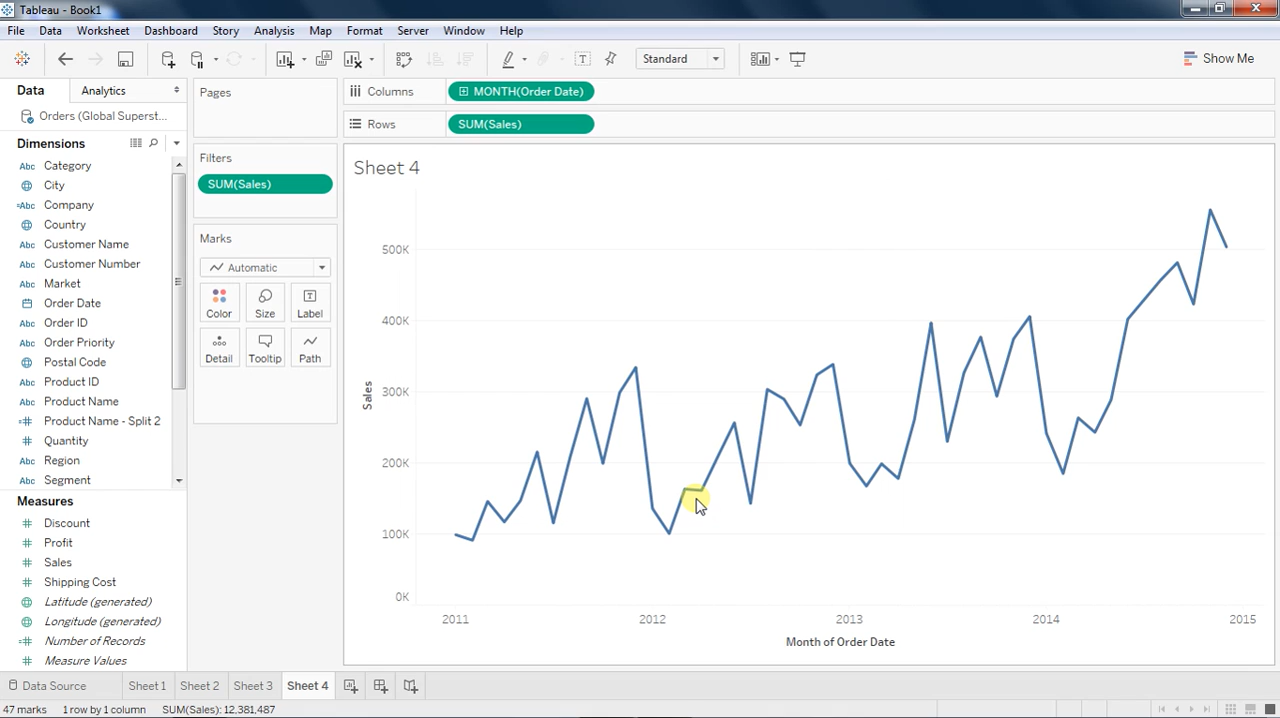 Tableau - Book1
File Data Worksheet Dashboard Story Analysis Map Format Server Window Help
Standard
Show Me
Data Analytics
Orders (Global Superst...
Dimensions
Abc Category
City
=Abc Company
Country
Abc Customer Name
Abc Customer Number
Abc Market
Order Date
Abc Order ID
Abc Order Priority
Postal Code
Abc Product ID
Abc Product Name
=# Product Name - Split 2
# Quantity
Abc Region
Abc Segment
Measures
# Discount
# Profit
# Sales
# Shipping Cost
Latitude (generated)
Longitude (generated)
=# Number of Records
# Measure Values
Pages
Filters
SUM(Sales)
Marks
Automatic
Color Size Label
Detail Tooltip Path
Columns MONTH(Order Date)
Rows SUM(Sales)
Sheet 4
500K
400K
300K
200K
100K
0K
Sales
2011 2012 2013 2014 2015
Month of Order Date
Data Source Sheet 1 Sheet 2 Sheet 3 Sheet 4
47 marks 1 row by 1 column SUM(Sales): 12,381,487